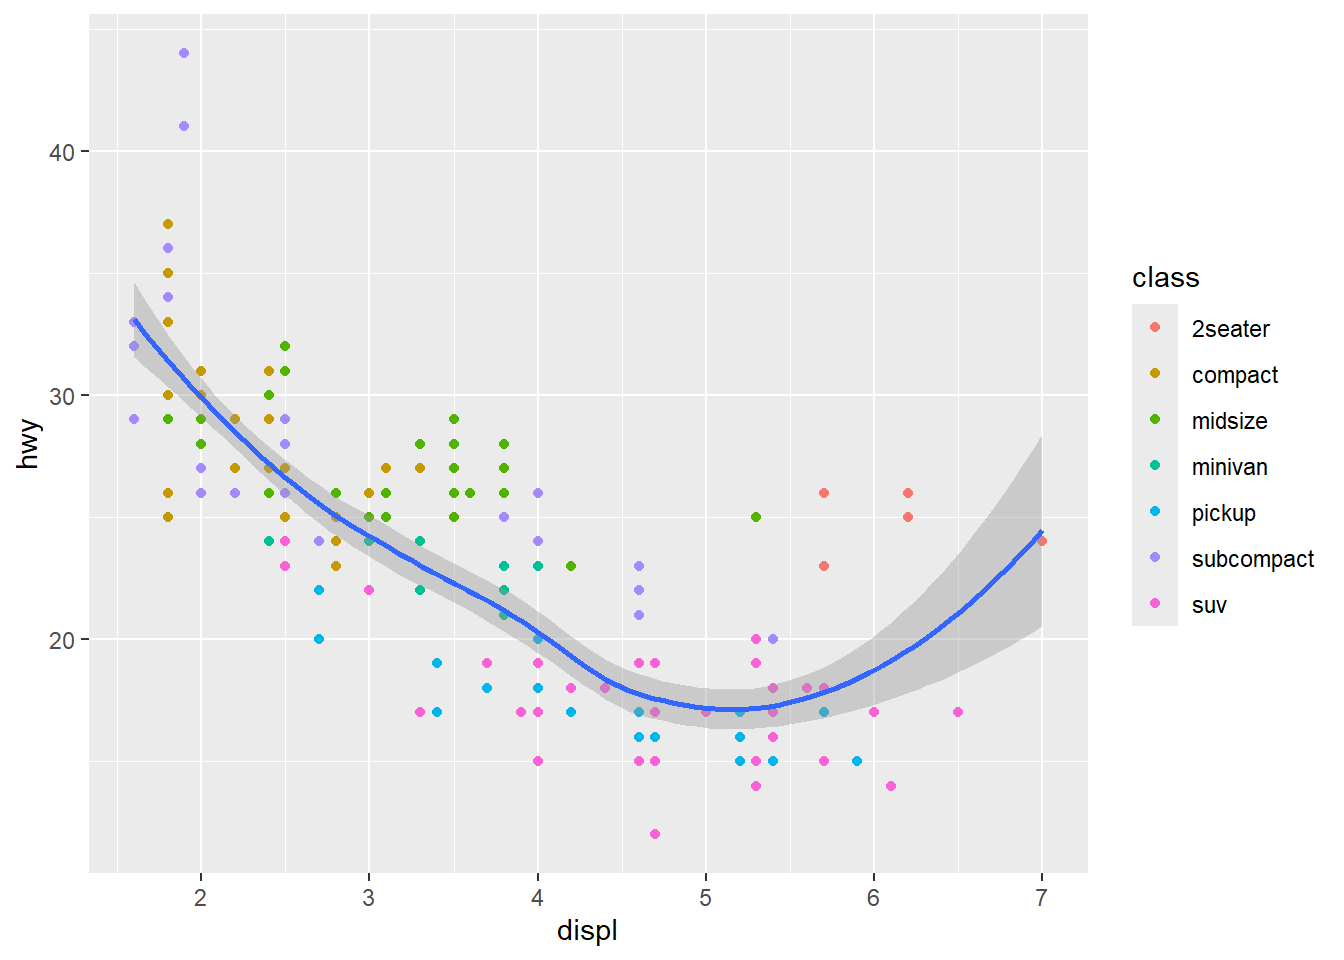 40
30
20
hwy
2 3 4 5 6 7
displ
class
2seater
compact
midsize
minivan
pickup
subcompact
suv